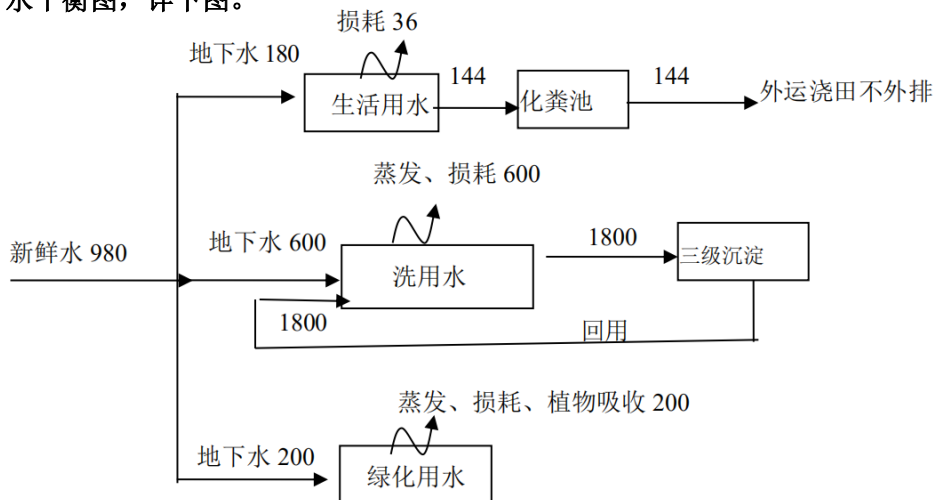 水平衡图，详下图。
损耗 36
地下水 180
144
144
生活用水
化粪池
外运浇田不外排
蒸发、损耗 600
新鲜水 980
地下水 600
1800
洗用水
三级沉淀
1800
回用
蒸发、损耗、植物吸收 200
地下水 200
绿化用水